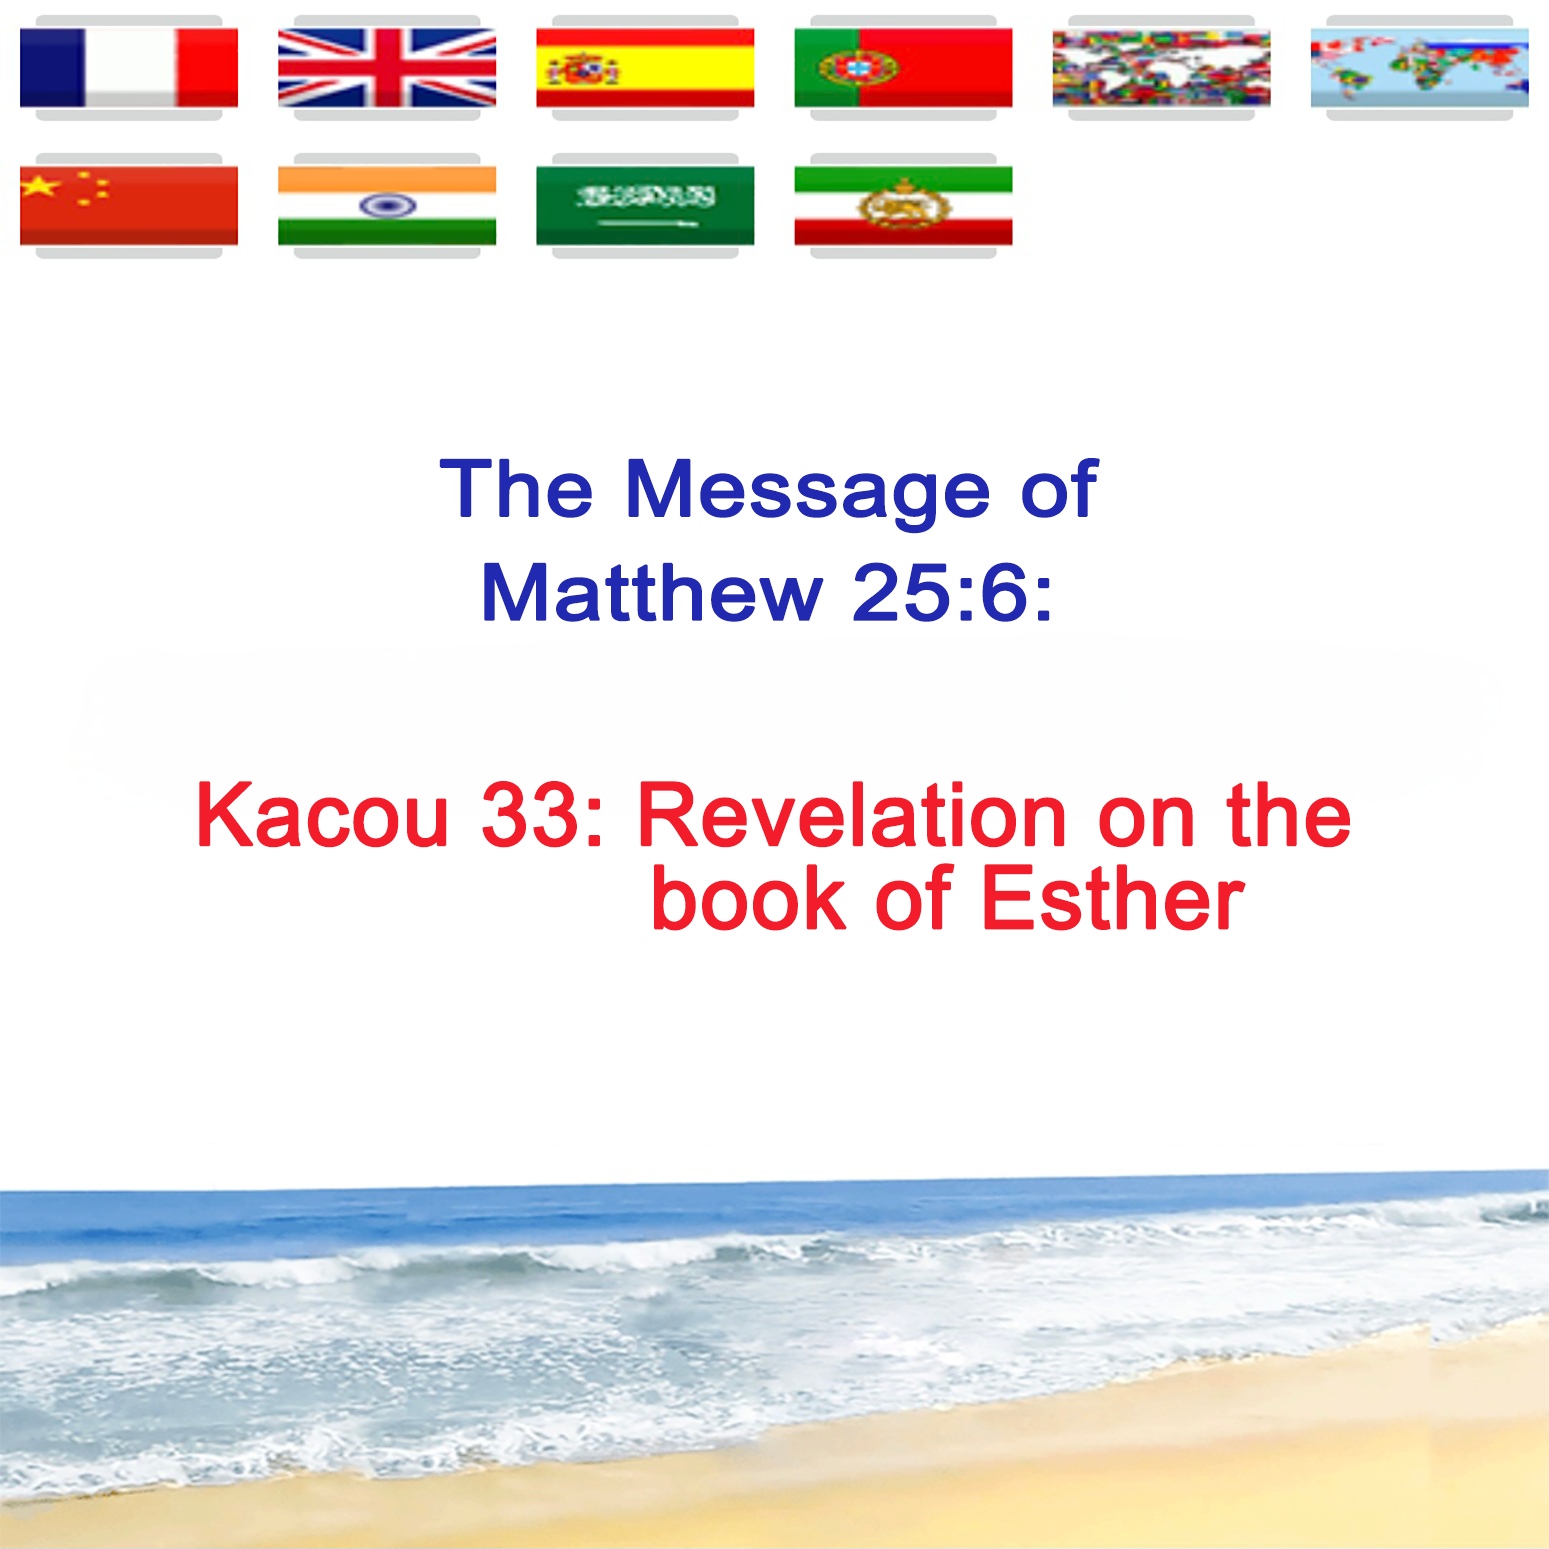 The Message of
Matthew 25:6:
Kacou 33: Revelation on the
book of Esther